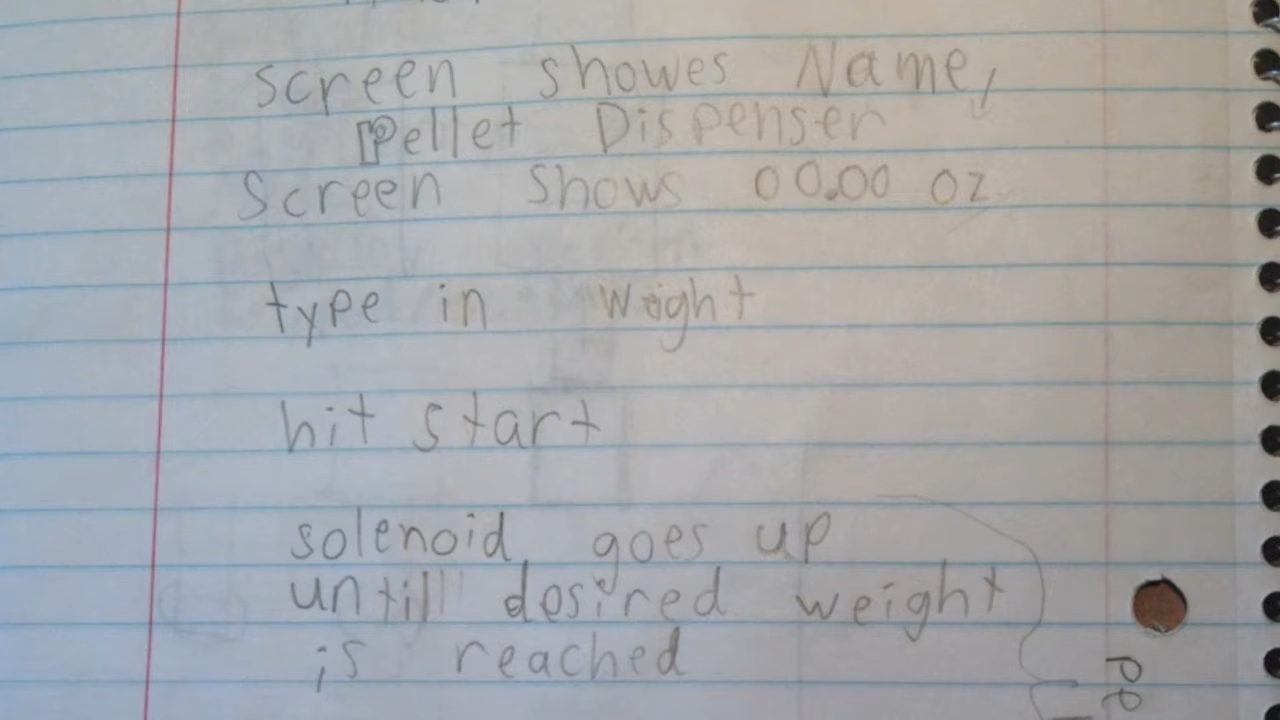 screen showes Name,
Pellet Dispenser
Screen shows 00.00 oz
type in weight
hit start
solenoid goes up
untill desired weight
is reached